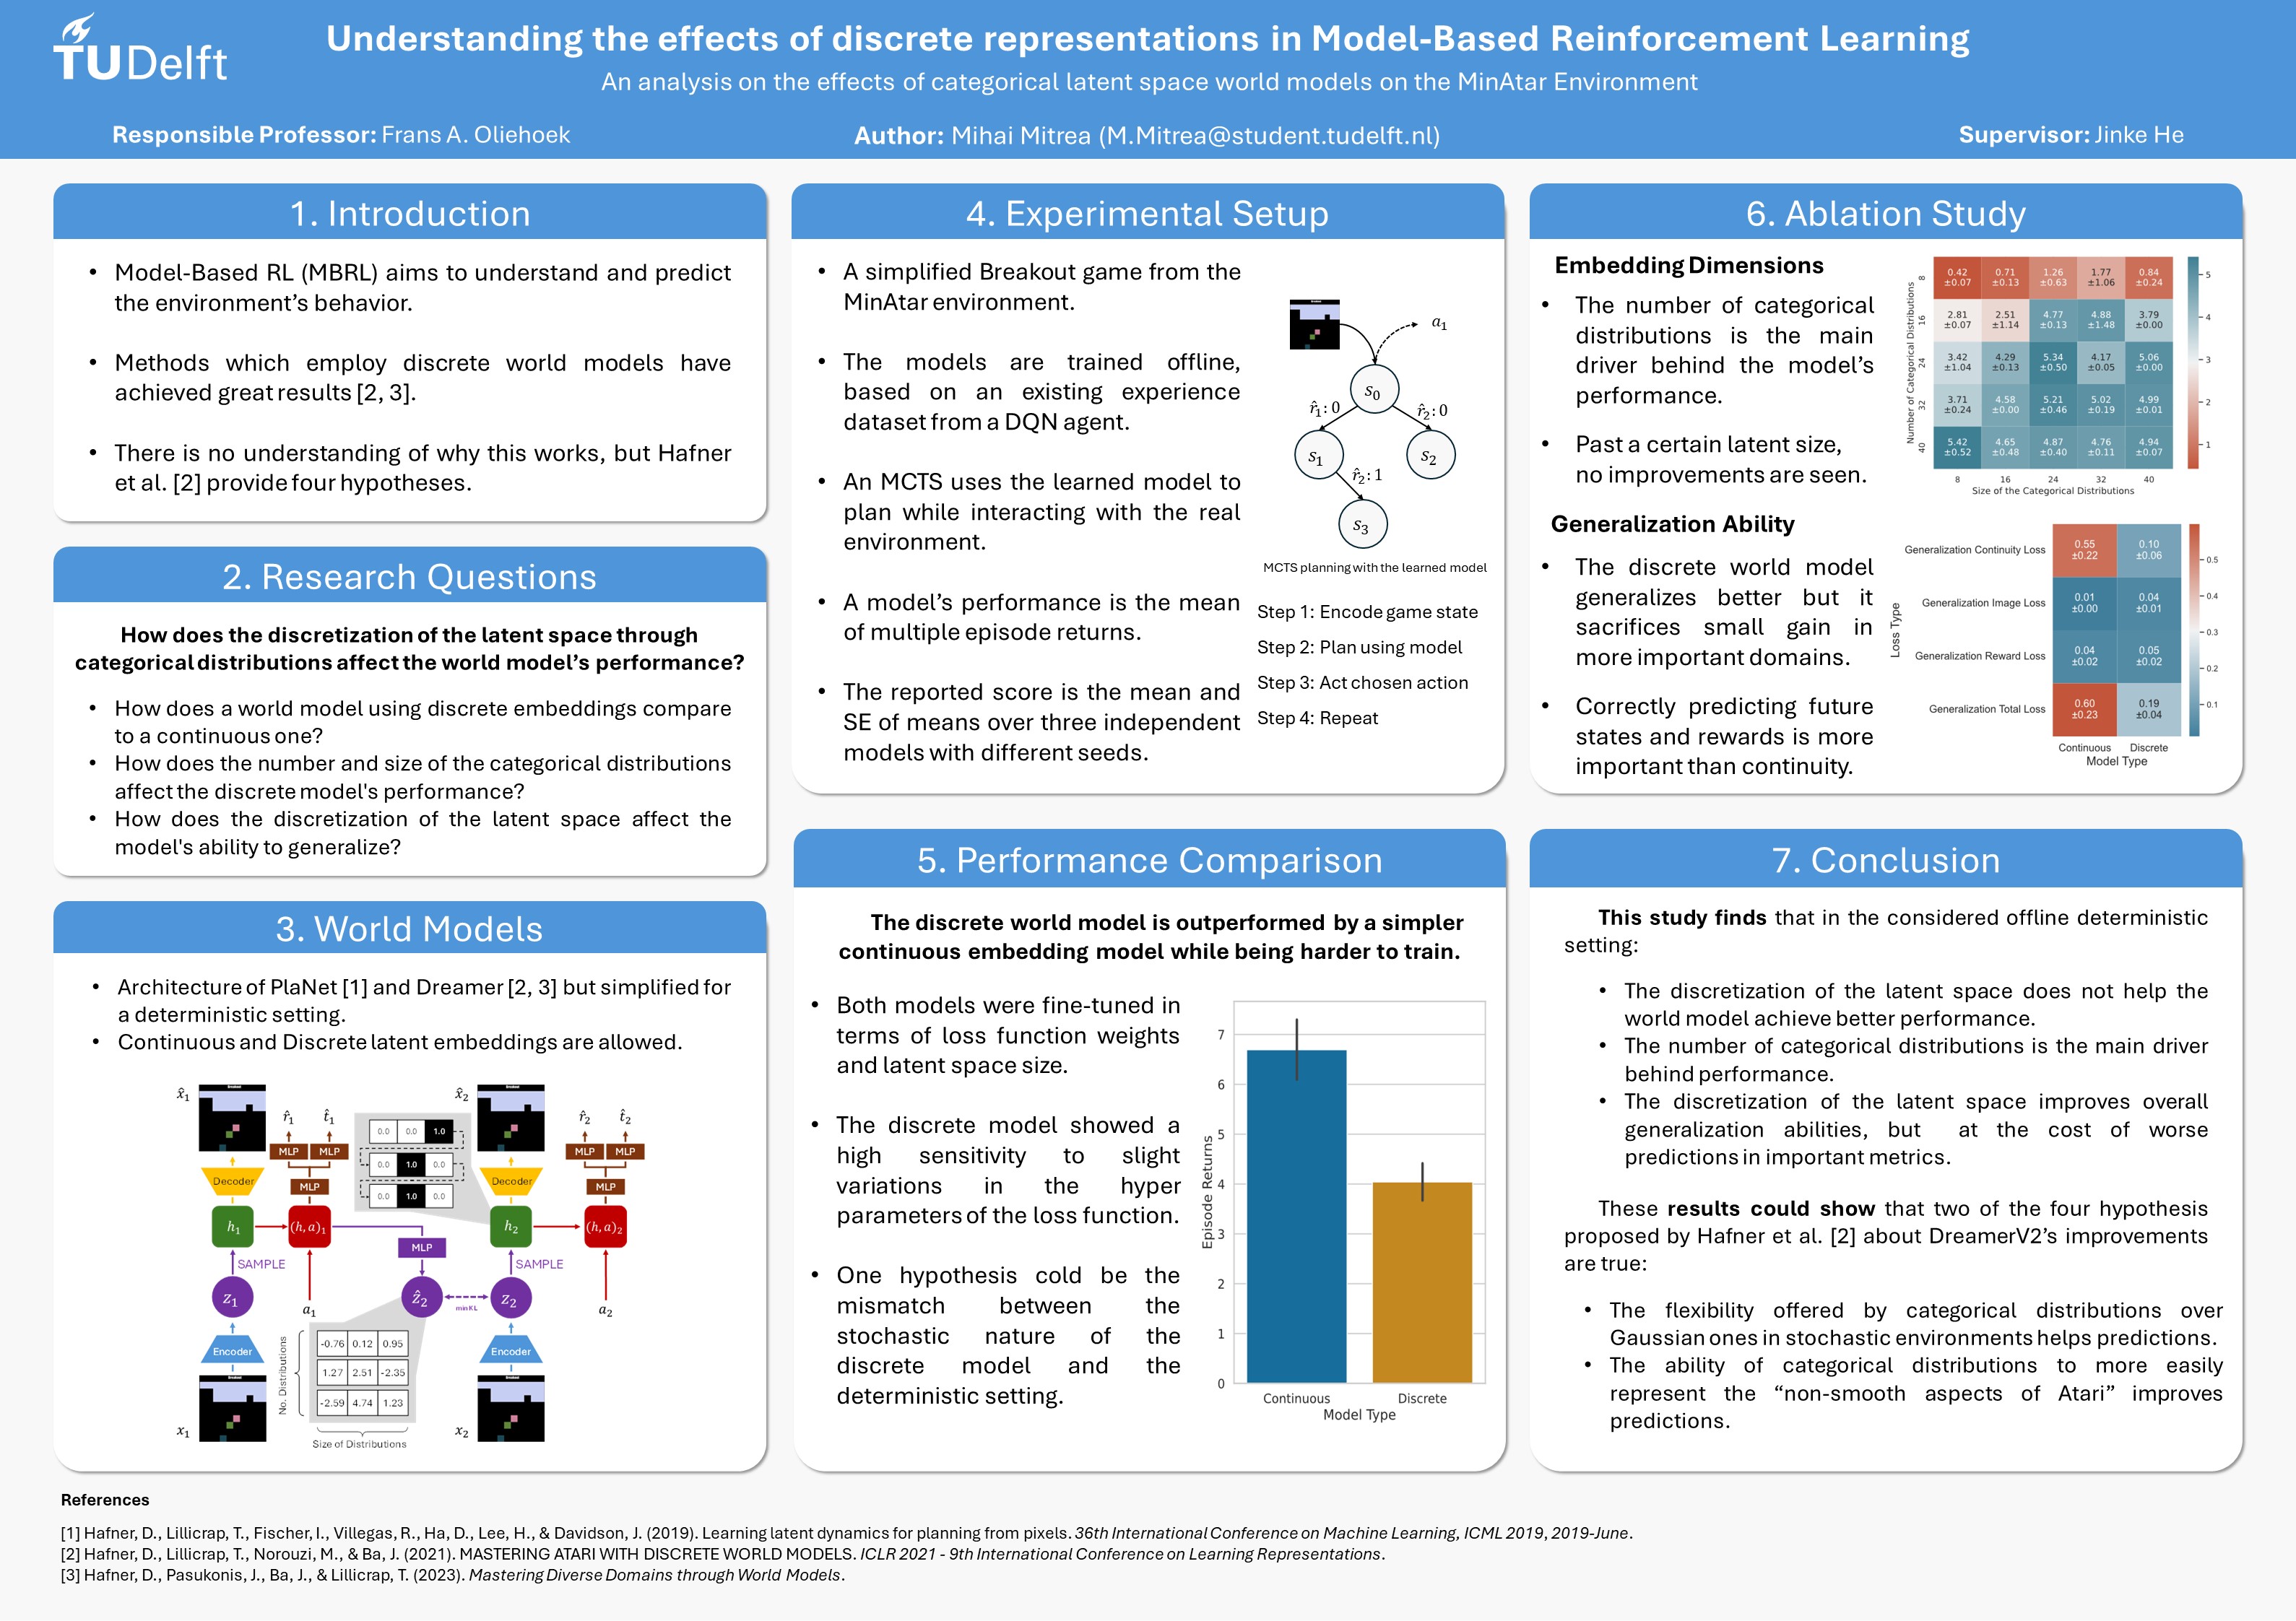 TUDelft
Understanding the effects of discrete representations in Model-Based Reinforcement Learning
An analysis on the effects of categorical latent space world models on the MinAtar Environment
Responsible Professor: Frans A. Oliehoek
Author: Mihai Mitrea (M.Mitrea@student.tudelft.nl)
Supervisor: Jinke He
1. Introduction
• Model-Based RL (MBRL) aims to understand and predict
the environment’s behavior.
• Methods which employ discrete world models have
achieved great results [2, 3].
• There is no understanding of why this works, but Hafner
et al. [2] provide four hypotheses.
2. Research Questions
How does the discretization of the latent space through
categorical distributions affect the world model’s performance?
• How does a world model using discrete embeddings compare
to a continuous one?
• How does the number and size of the categorical distributions
affect the discrete model's performance?
• How does the discretization of the latent space affect the
model's ability to generalize?
3. World Models
• Architecture of PlaNet [1] and Dreamer [2, 3] but simplified for
a deterministic setting.
• Continuous and Discrete latent embeddings are allowed.
x̂₁
x̂₂
r̂₁ t̂₁
r̂₂ t̂₂
0.0 0.0 1.0
MLP MLP
MLP MLP
0.0 1.0 0.0
Decoder
MLP
Decoder
MLP
0.0 1.0 0.0
h₁
(h, a)₁
h₂
(h, a)₂
MLP
SAMPLE
SAMPLE
z₁
a₁
ẑ₂
min KL
z₂
a₂
No. Distributions
-0.76 0.12 0.95
Encoder
Encoder
1.27 2.51 -2.35
-2.59 4.74 1.23
x₁
x₂
Size of Distributions
4. Experimental Setup
• A simplified Breakout game from the
MinAtar environment.
• The models are trained offline,
based on an existing experience
dataset from a DQN agent.
• An MCTS uses the learned model to
plan while interacting with the real
environment.
• A model’s performance is the mean
of multiple episode returns.
• The reported score is the mean and
SE of means over three independent
models with different seeds.
a₁
s₀
r̂₁: 0
r̂₂: 0
s₁
s₂
r̂₂: 1
s₃
MCTS planning with the learned model
Step 1: Encode game state
Step 2: Plan using model
Step 3: Act chosen action
Step 4: Repeat
5. Performance Comparison
The discrete world model is outperformed by a simpler
continuous embedding model while being harder to train.
• Both models were fine-tuned in
terms of loss function weights
and latent space size.
• The discrete model showed a
high sensitivity to slight
variations in the hyper
parameters of the loss function.
• One hypothesis cold be the
mismatch between the
stochastic nature of the
discrete model and the
deterministic setting.
Episode Returns
7
6
5
4
3
2
1
0
Continuous Discrete
Model Type
6. Ablation Study
Embedding Dimensions
• The number of categorical
distributions is the main
driver behind the model’s
performance.
• Past a certain latent size,
no improvements are seen.
Number of Categorical Distributions
8
0.42 0.71 1.26 1.77 0.84
±0.07 ±0.13 ±0.63 ±1.06 ±0.24
16
2.81 2.51 4.77 4.88 3.79
±0.07 ±1.14 ±0.13 ±1.48 ±0.00
24
3.42 4.29 5.34 4.17 5.06
±1.04 ±0.13 ±0.50 ±0.05 ±0.00
32
3.71 4.58 5.21 5.02 4.99
±0.24 ±0.00 ±0.46 ±0.19 ±0.01
40
5.42 4.65 4.87 4.76 4.94
±0.52 ±0.48 ±0.40 ±0.11 ±0.07
8 16 24 32 40
Size of the Categorical Distributions
5
4
3
2
1
Generalization Ability
• The discrete world model
generalizes better but it
sacrifices small gain in
more important domains.
• Correctly predicting future
states and rewards is more
important than continuity.
Loss Type
Generalization Continuity Loss
0.55 0.10
±0.22 ±0.06
Generalization Image Loss
0.01 0.04
±0.00 ±0.01
Generalization Reward Loss
0.04 0.05
±0.02 ±0.02
Generalization Total Loss
0.60 0.19
±0.23 ±0.04
Continuous Discrete
Model Type
0.5
0.4
0.3
0.2
0.1
7. Conclusion
This study finds that in the considered offline deterministic
setting:
• The discretization of the latent space does not help the
world model achieve better performance.
• The number of categorical distributions is the main driver
behind performance.
• The discretization of the latent space improves overall
generalization abilities, but at the cost of worse
predictions in important metrics.
These results could show that two of the four hypothesis
proposed by Hafner et al. [2] about DreamerV2’s improvements
are true:
• The flexibility offered by categorical distributions over
Gaussian ones in stochastic environments helps predictions.
• The ability of categorical distributions to more easily
represent the “non-smooth aspects of Atari” improves
predictions.
References
[1] Hafner, D., Lillicrap, T., Fischer, I., Villegas, R., Ha, D., Lee, H., & Davidson, J. (2019). Learning latent dynamics for planning from pixels. 36th International Conference on Machine Learning, ICML 2019, 2019-June.
[2] Hafner, D., Lillicrap, T., Norouzi, M., & Ba, J. (2021). MASTERING ATARI WITH DISCRETE WORLD MODELS. ICLR 2021 - 9th International Conference on Learning Representations.
[3] Hafner, D., Pasukonis, J., Ba, J., & Lillicrap, T. (2023). Mastering Diverse Domains through World Models.